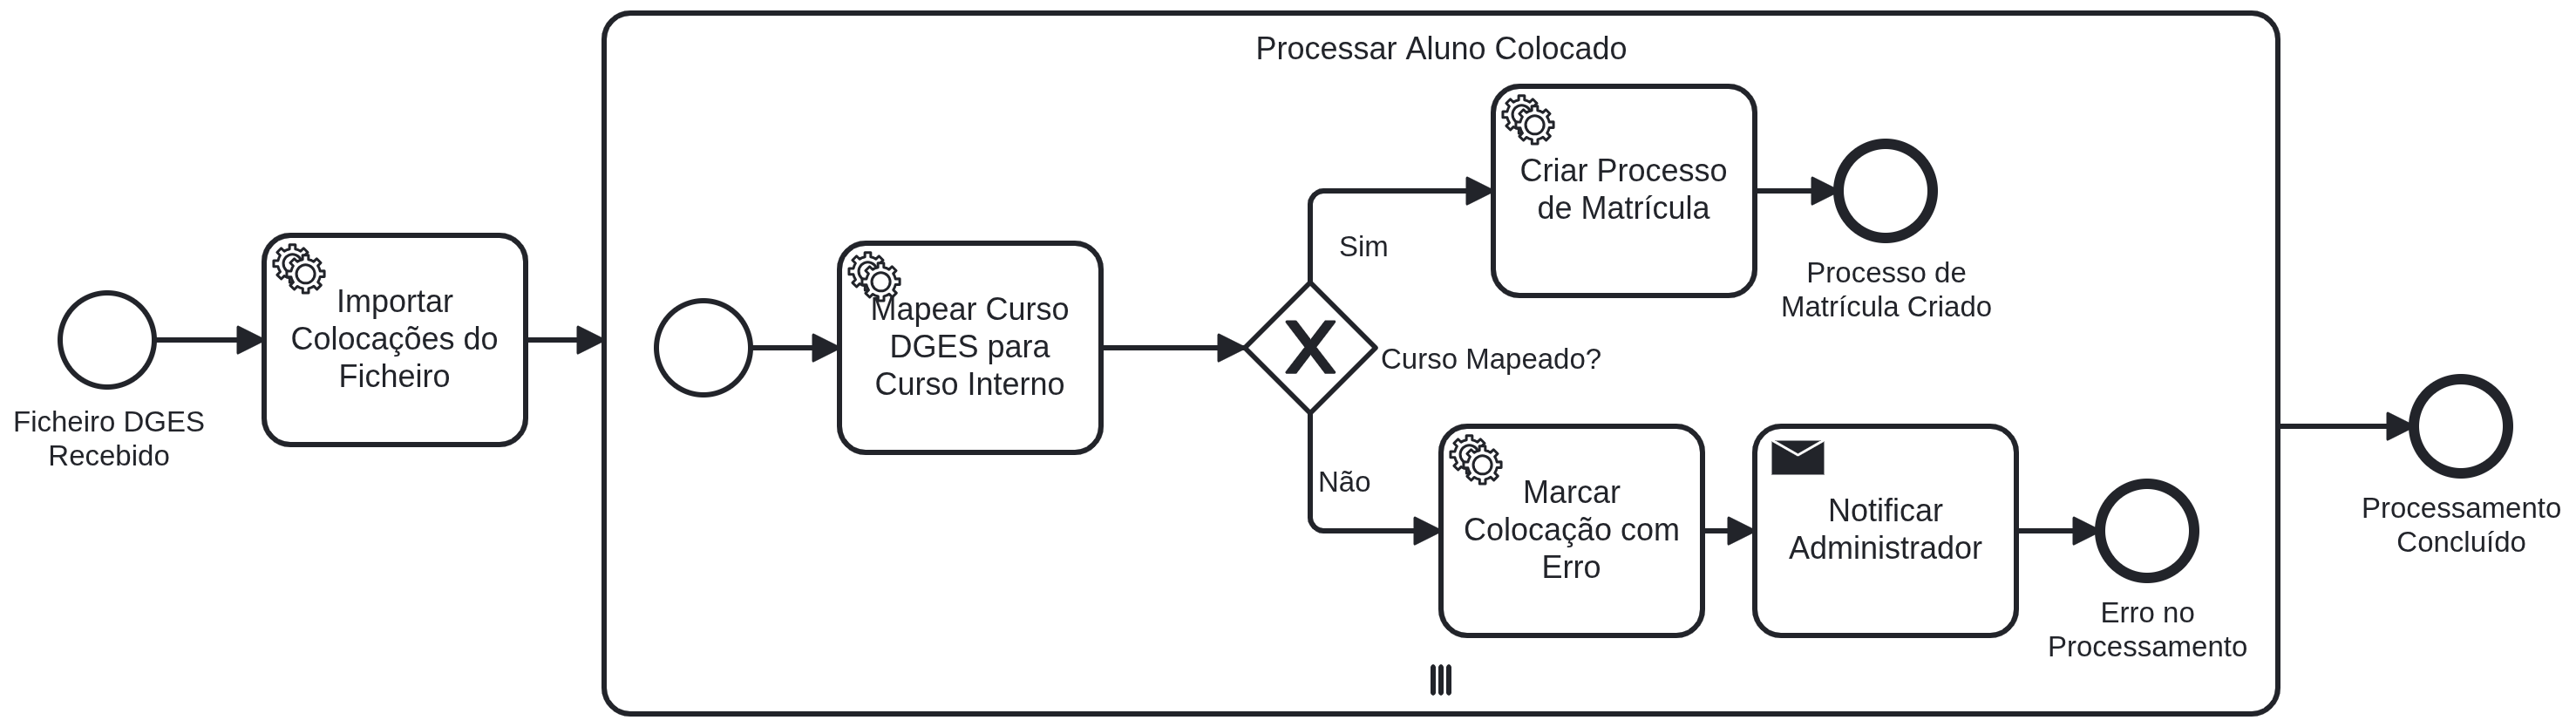 Processar Aluno Colocado
Ficheiro DGES
Recebido
Importar
Colocações do
Ficheiro
Mapear Curso
DGES para
Curso Interno
Curso Mapeado?
Sim
Criar Processo
de Matrícula
Processo de
Matrícula Criado
Não
Marcar
Colocação com
Erro
Notificar
Administrador
Erro no
Processamento
Processamento
Concluído